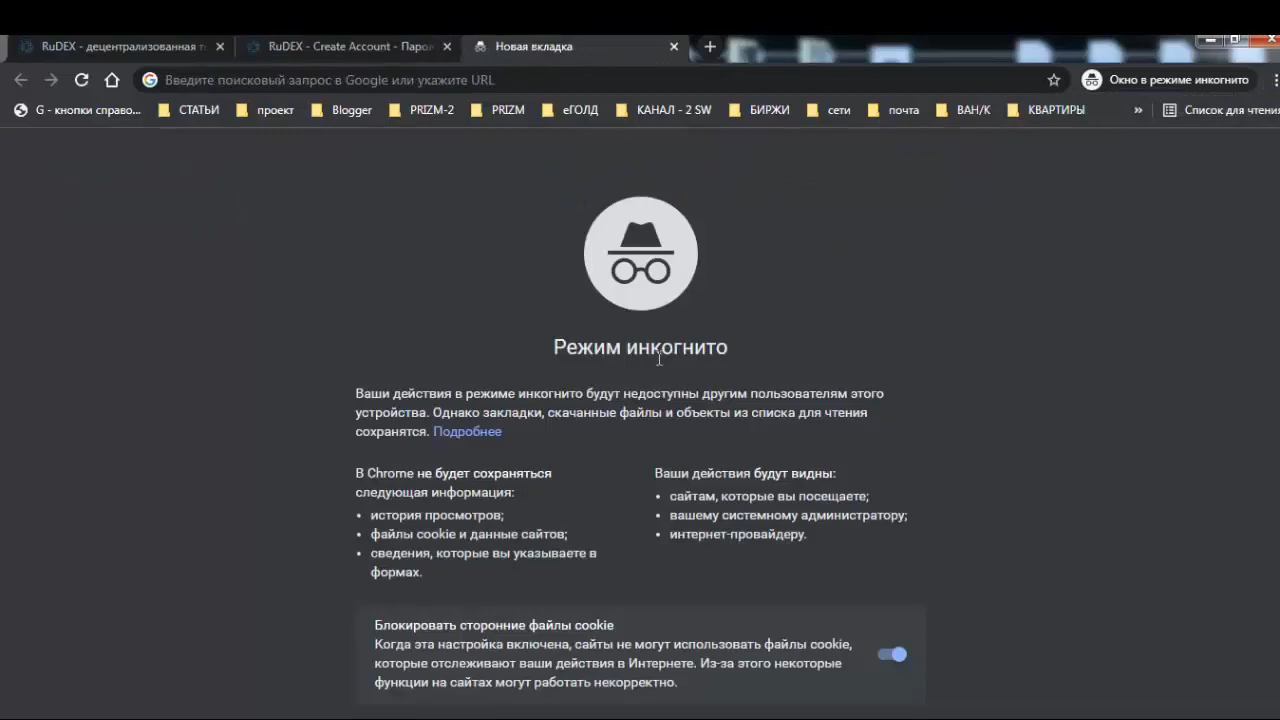 RuDEX - децентрализованная т
RuDEX - Create Account - Парол
Новая вкладка
Введите поисковый запрос в Google или укажите URL
Окно в режиме инкогнито
G - кнопки справо...
СТАТЬИ
проект
Blogger
PRIZM-2
PRIZM
еГОЛД
КАНАЛ - 2 SW
БИРЖИ
сети
почта
ВАН/К
КВАРТИРЫ
»
Список для чтения
Режим инкогнито
Ваши действия в режиме инкогнито будут недоступны другим пользователям этого
устройства. Однако закладки, скачанные файлы и объекты из списка для чтения
сохранятся. Подробнее
В Chrome не будет сохраняться
следующая информация:
• история просмотров;
• файлы cookie и данные сайтов;
• сведения, которые вы указываете в
формах.
Ваши действия будут видны:
• сайтам, которые вы посещаете;
• вашему системному администратору;
• интернет-провайдеру.
Блокировать сторонние файлы cookie
Когда эта настройка включена, сайты не могут использовать файлы cookie,
которые отслеживают ваши действия в Интернете. Из-за этого некоторые
функции на сайтах могут работать некорректно.